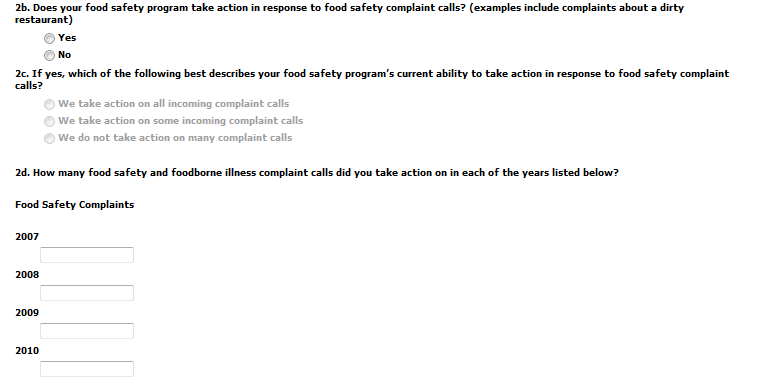 2b. Does your food safety program take action in response to food safety complaint calls? (examples include complaints about a dirty
restaurant)
Yes
No
2c. If yes, which of the following best describes your food safety program's current ability to take action in response to food safety complaint
calls?
We take action on all incoming complaint calls
We take action on some incoming complaint calls
We do not take action on many complaint calls
2d. How many food safety and foodborne illness complaint calls did you take action on in each of the years listed below?
Food Safety Complaints
2007
2008
2009
2010